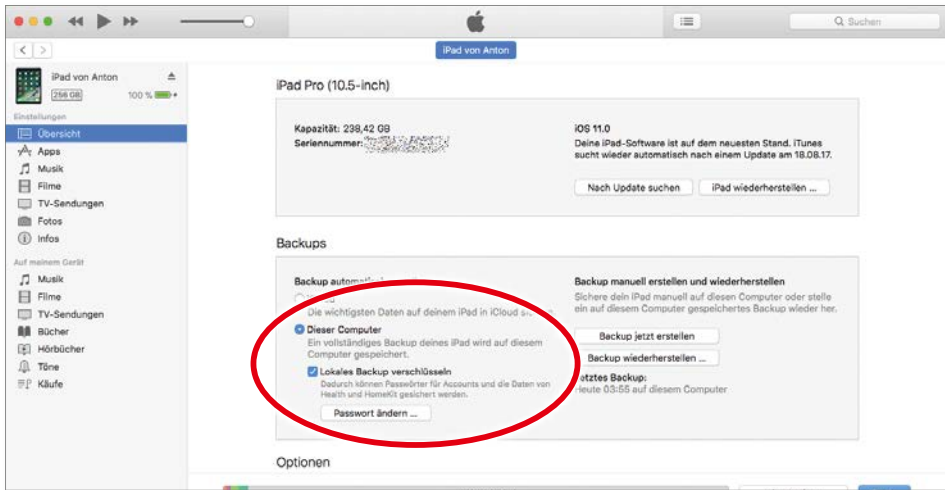 Suchen
iPad von Anton
iPad von Anton
256 GB
100 %
Einstellungen
Übersicht
Apps
Musik
Filme
TV-Sendungen
Fotos
Infos
Auf meinem Gerät
Musik
Filme
TV-Sendungen
Bücher
Hörbücher
Töne
Käufe
iPad Pro (10.5-inch)
Kapazität: 238,42 GB
Seriennummer:
iOS 11.0
Deine iPad-Software ist auf dem neuesten Stand. iTunes
sucht wieder automatisch nach einem Update am 18.08.17.
Nach Update suchen
iPad wiederherstellen ...
Backups
Backup
Die wichtigsten Daten auf deinem iPad in iCloud
Dieser Computer
Ein vollständiges Backup deines iPad wird auf diesem
Computer gespeichert.
Lokales Backup verschlüsseln
Dadurch können Passwörter für Accounts und die Daten von
Health und HomeKit gesichert werden.
Passwort ändern ...
Backup manuell erstellen und wiederherstellen
Sichere dein iPad manuell auf diesen Computer oder stelle
ein auf diesem Computer gespeichertes Backup wieder her.
Backup jetzt erstellen
Backup wiederherstellen ...
Letztes Backup:
Heute 03:55 auf diesem Computer
Optionen